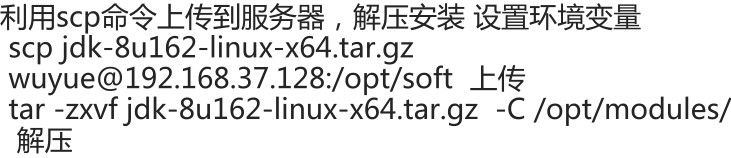 利用scp命令上传到服务器，解压安装 设置环境变量
scp jdk-8u162-linux-x64.tar.gz
wuyue@192.168.37.128:/opt/soft  上传
tar -zxvf jdk-8u162-linux-x64.tar.gz  -C /opt/modules/
解压